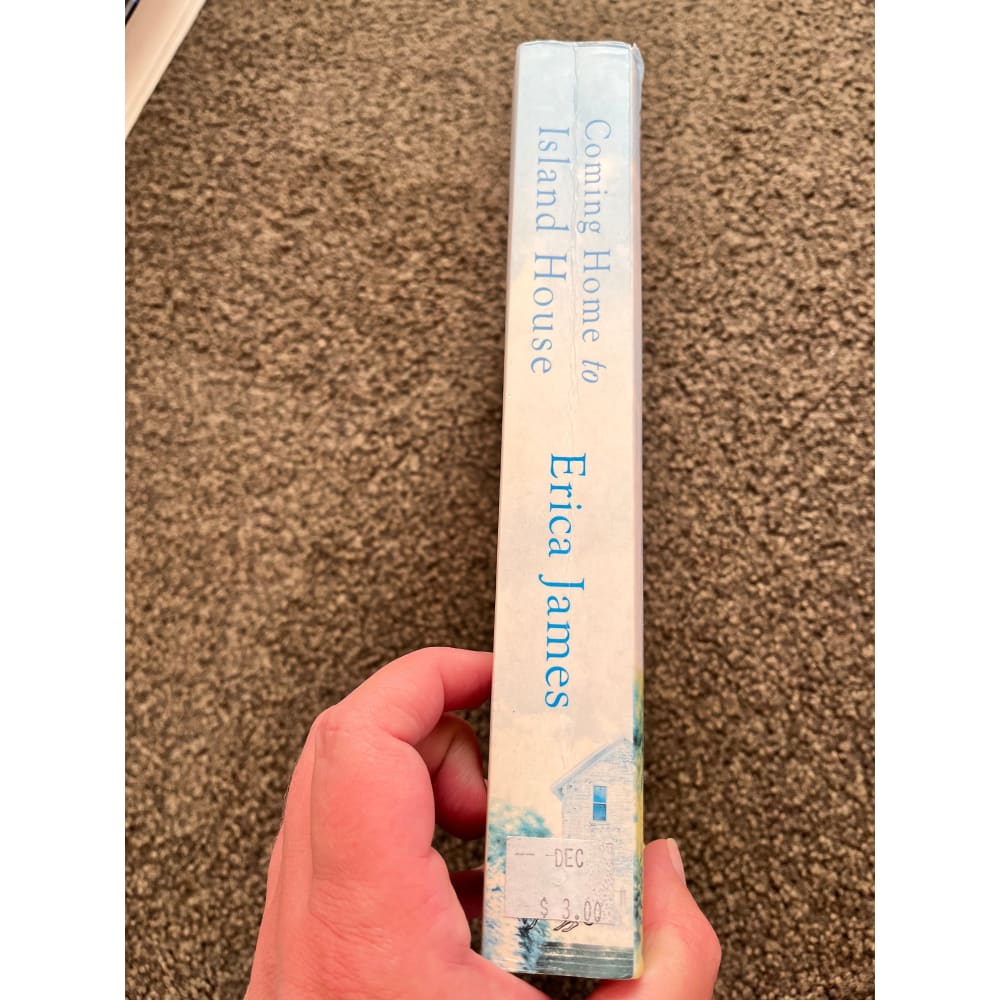 Coming Home to
Island House
Erica James
DEC
$ 3.00